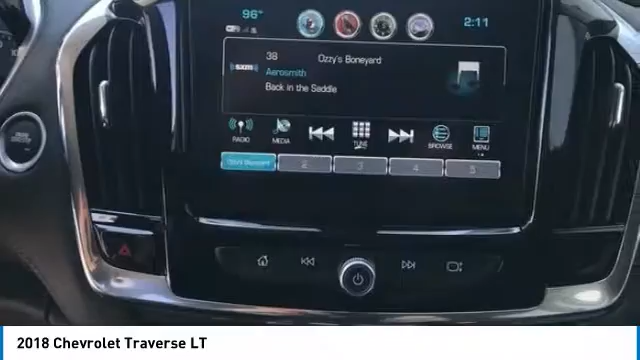 96°
2:11
38 Ozzy's Boneyard
((sxm))
Aerosmith
Back in the Saddle
RADIO MEDIA TUNE BROWSE MENU
2 3 4 5
2018 Chevrolet Traverse LT